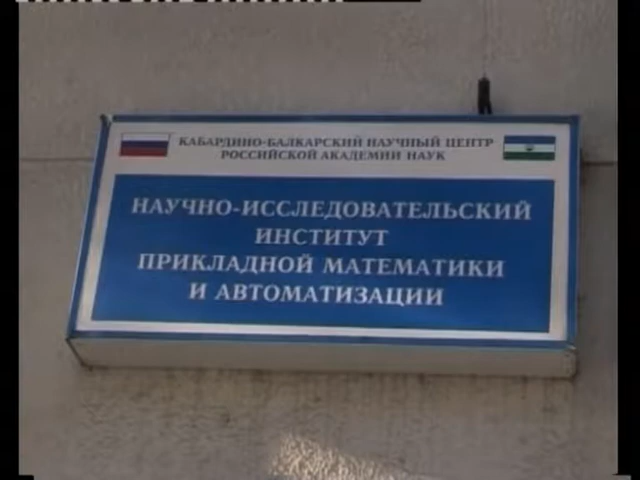 КАБАРДИНО-БАЛКАРСКИЙ НАУЧНЫЙ ЦЕНТР
РОССИЙСКОЙ АКАДЕМИИ НАУК
НАУЧНО-ИССЛЕДОВАТЕЛЬСКИЙ
ИНСТИТУТ
ПРИКЛАДНОЙ МАТЕМАТИКИ
И АВТОМАТИЗАЦИИ